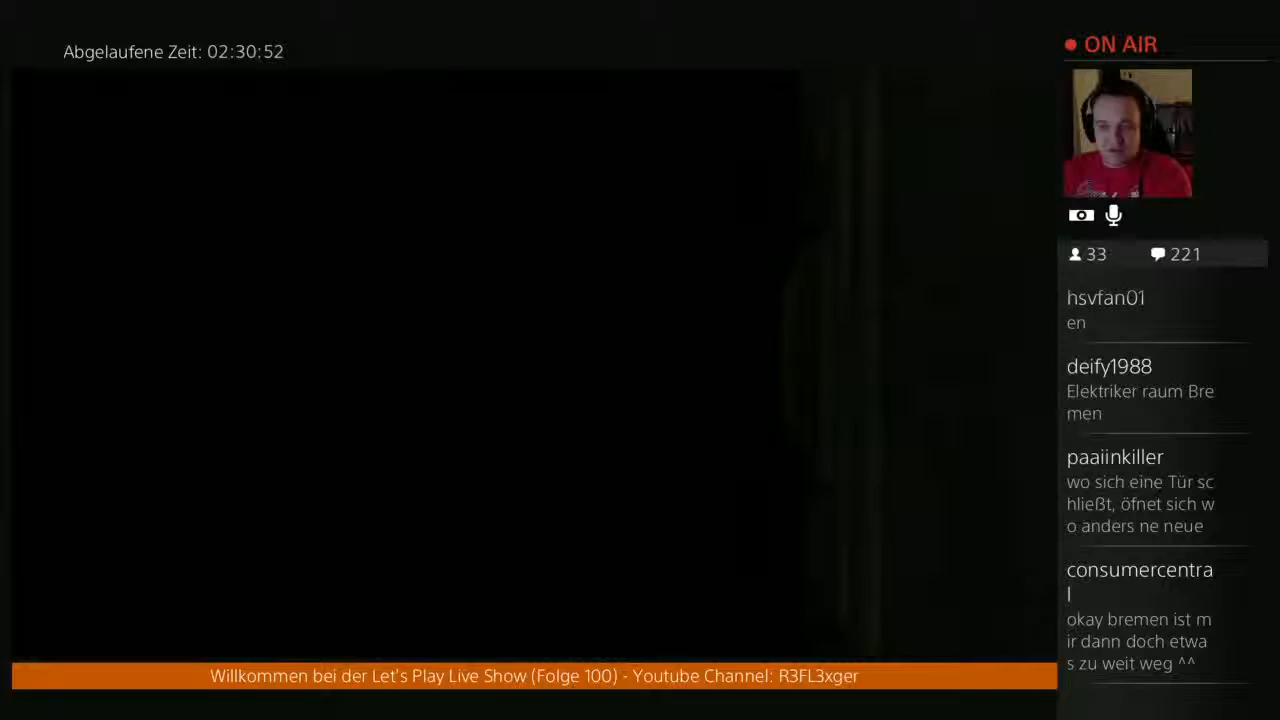 Abgelaufene Zeit: 02:30:52
ON AIR
33 221
hsvfan01
en
deify1988
Elektriker raum Bre
men
paaiinkiller
wo sich eine Tür sc
hließt, öfnet sich w
o anders ne neue
consumercentra
l
okay bremen ist m
ir dann doch etwa
s zu weit weg ^^
Willkommen bei der Let's Play Live Show (Folge 100) - Youtube Channel: R3FL3xger